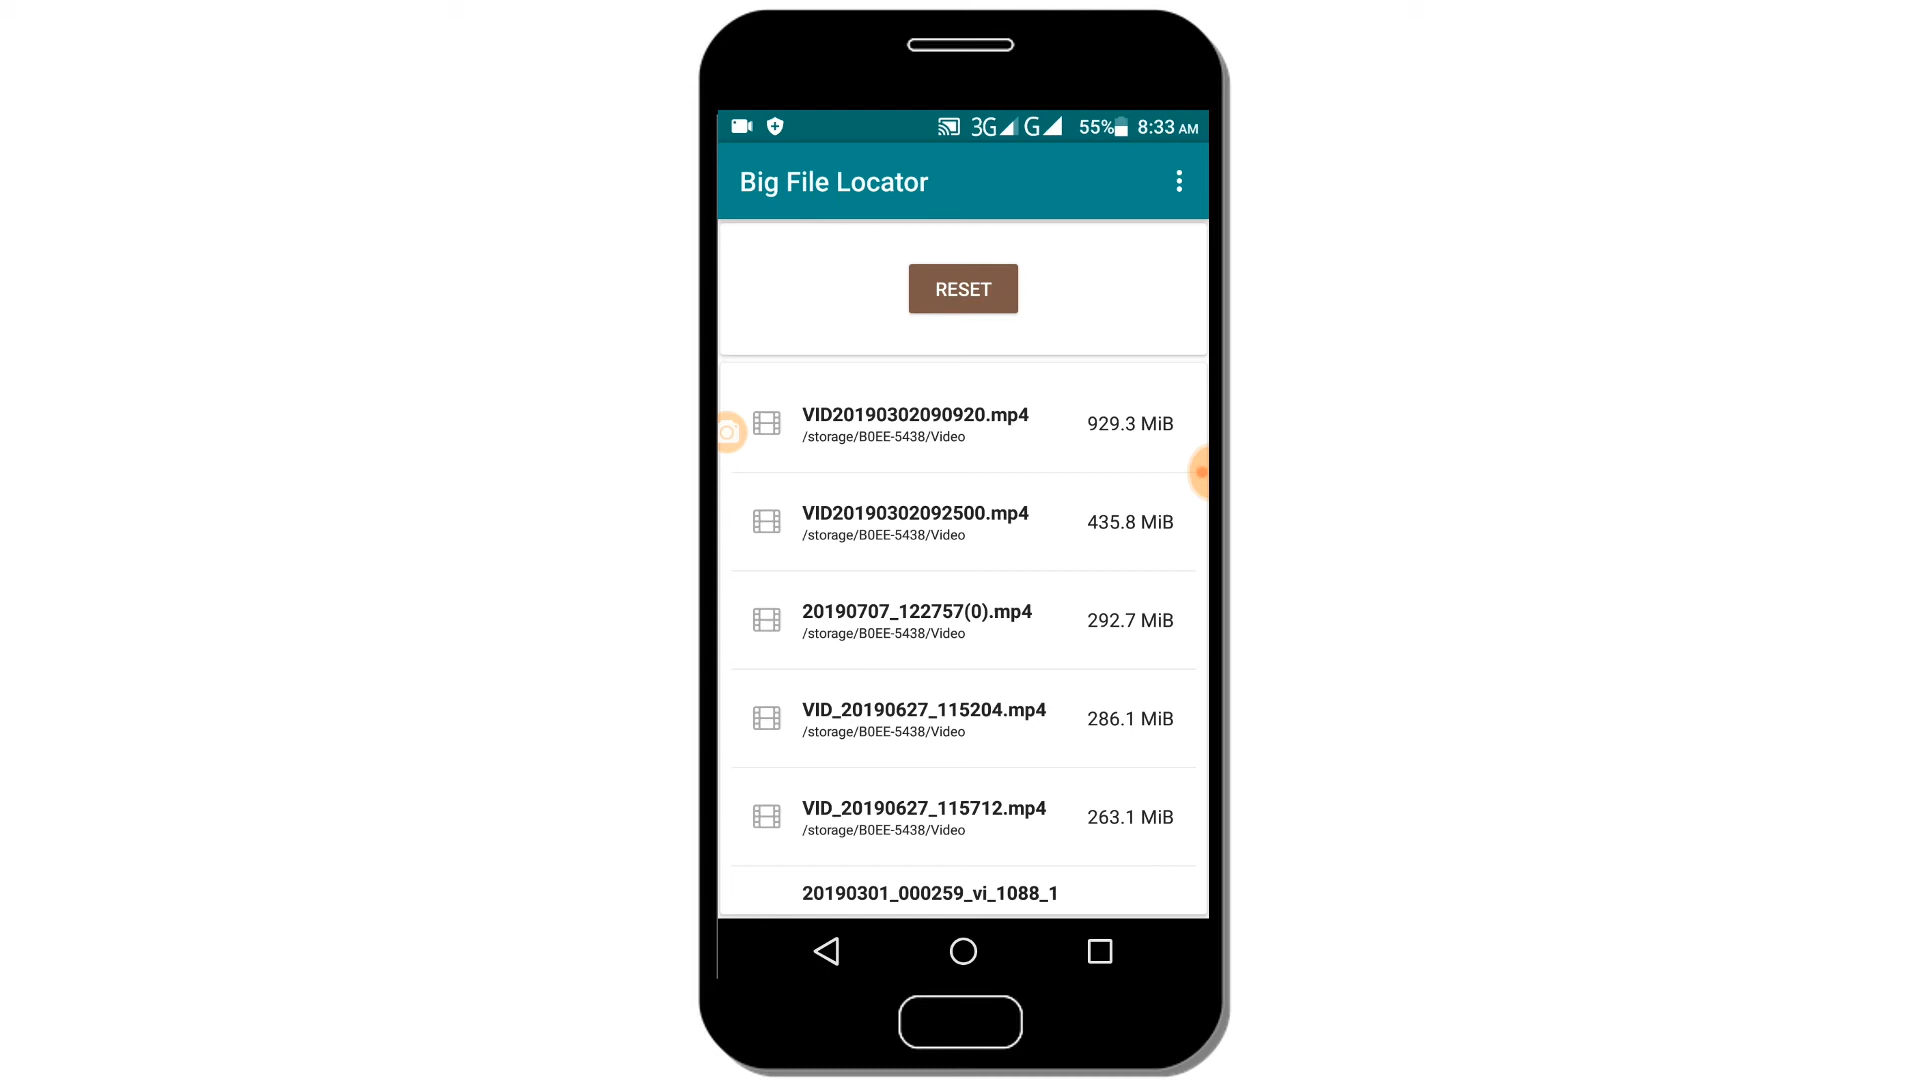 3G G 55% 8:33 AM
Big File Locator
RESET
VID20190302090920.mp4
/storage/B0EE-5438/Video
929.3 MiB
VID20190302092500.mp4
/storage/B0EE-5438/Video
435.8 MiB
20190707_122757(0).mp4
/storage/B0EE-5438/Video
292.7 MiB
VID_20190627_115204.mp4
/storage/B0EE-5438/Video
286.1 MiB
VID_20190627_115712.mp4
/storage/B0EE-5438/Video
263.1 MiB
20190301_000259_vi_1088_1